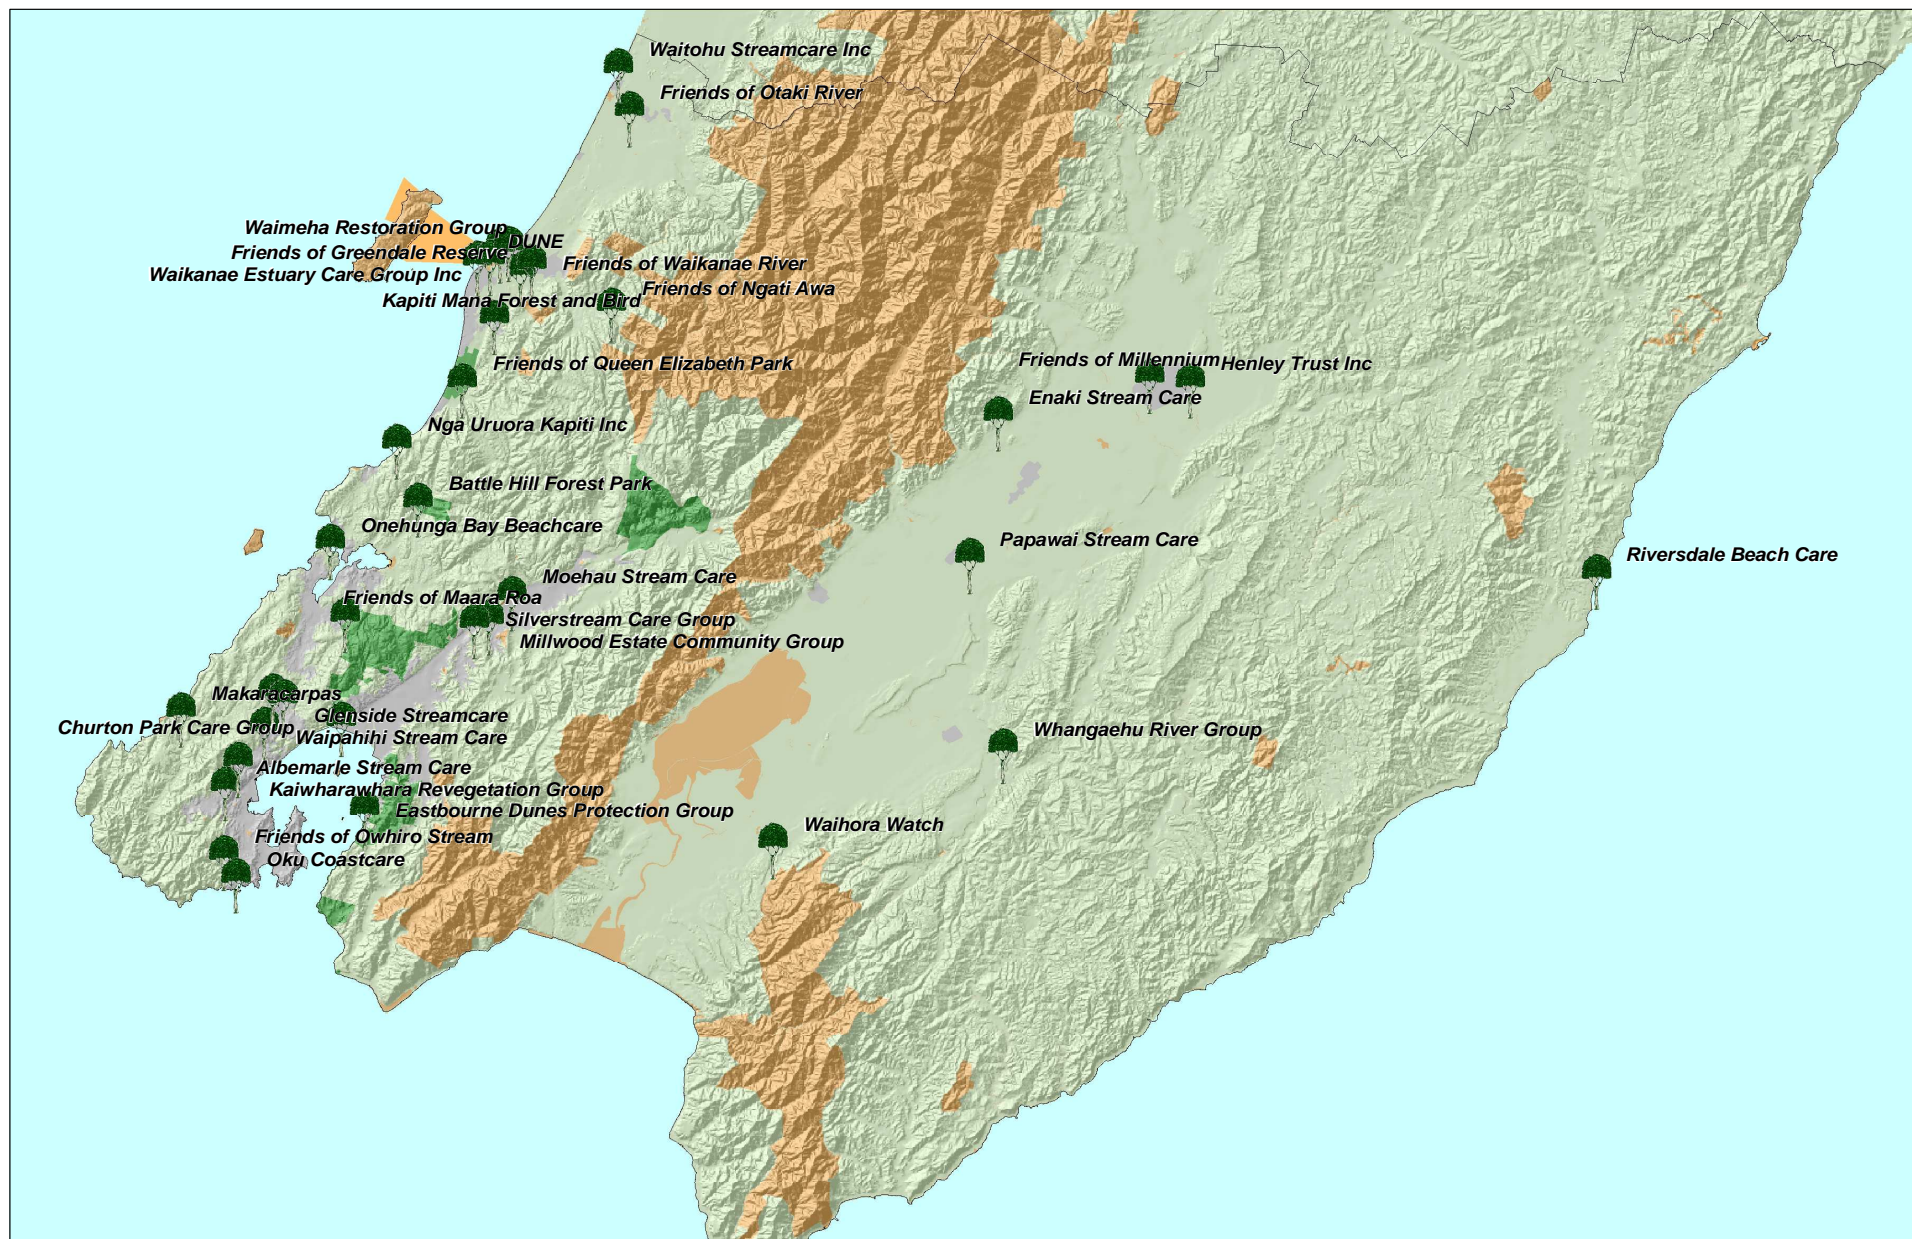 Waitohu Streamcare Inc
Friends of Otaki River
Waimeha Restoration Group
DUNE
Friends of Greendale Reserve
Friends of Waikanae River
Waikanae Estuary Care Group Inc
Friends of Ngati Awa
Kapiti Mana Forest and Bird
Friends of Queen Elizabeth Park
Friends of Millennium
Henley Trust Inc
Enaki Stream Care
Nga Uruora Kapiti Inc
Battle Hill Forest Park
Onehunga Bay Beachcare
Papawai Stream Care
Riversdale Beach Care
Moehau Stream Care
Friends of Maara Roa
Silverstream Care Group
Millwood Estate Community Group
Makaracarpas
Glenside Streamcare
Churton Park Care Group
Waipahihi Stream Care
Whangaehu River Group
Albemarle Stream Care
Kaiwharawhara Revegetation Group
Eastbourne Dunes Protection Group
Waihora Watch
Friends of Owhiro Stream
Oku Coastcare